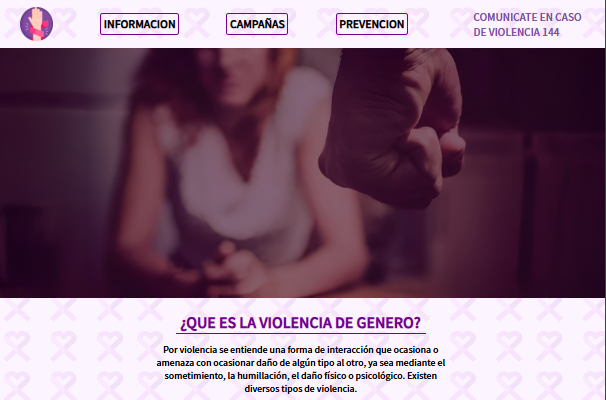 INFORMACION
CAMPAÑAS
PREVENCION
COMUNICATE EN CASO
DE VIOLENCIA 144
¿QUE ES LA VIOLENCIA DE GENERO?
Por violencia se entiende una forma de interacción que ocasiona o
amenaza con ocasionar daño de algún tipo al otro, ya sea mediante el
sometimiento, la humillación, el daño físico o psicológico. Existen
diversos tipos de violencia.